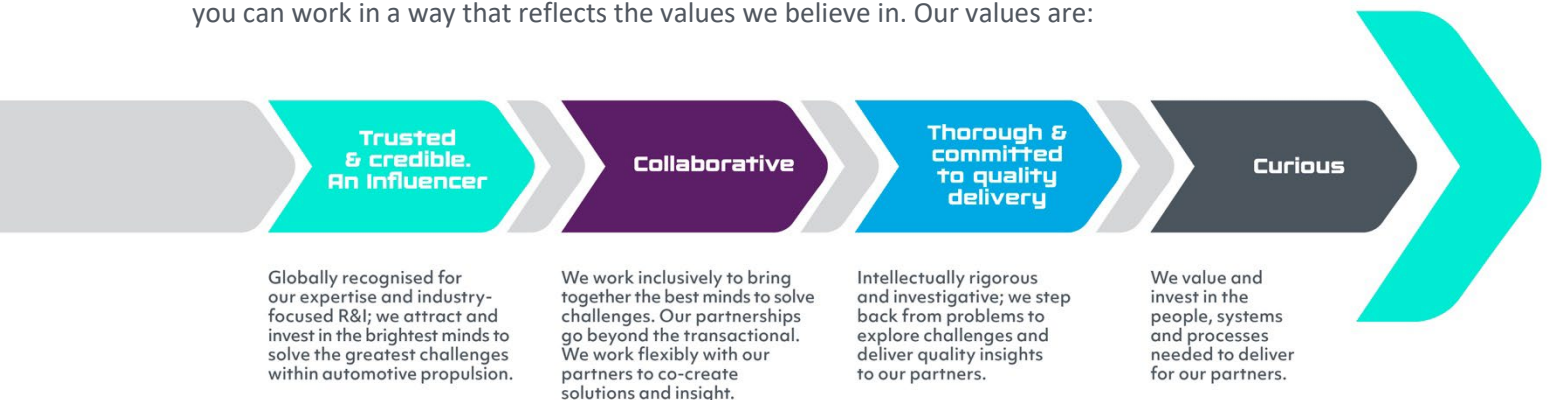 you can work in a way that reflects the values we believe in. Our values are:
Trusted
& credible.
An Influencer
Globally recognised for
our expertise and industry-
focused R&I; we attract and
invest in the brightest minds to
solve the greatest challenges
within automotive propulsion.
Collaborative
We work inclusively to bring
together the best minds to solve
challenges. Our partnerships
go beyond the transactional.
We work flexibly with our
partners to co-create
solutions and insight.
Thorough &
committed
to quality
delivery
Intellectually rigorous
and investigative; we step
back from problems to
explore challenges and
deliver quality insights
to our partners.
Curious
We value and
invest in the
people, systems
and processes
needed to deliver
for our partners.